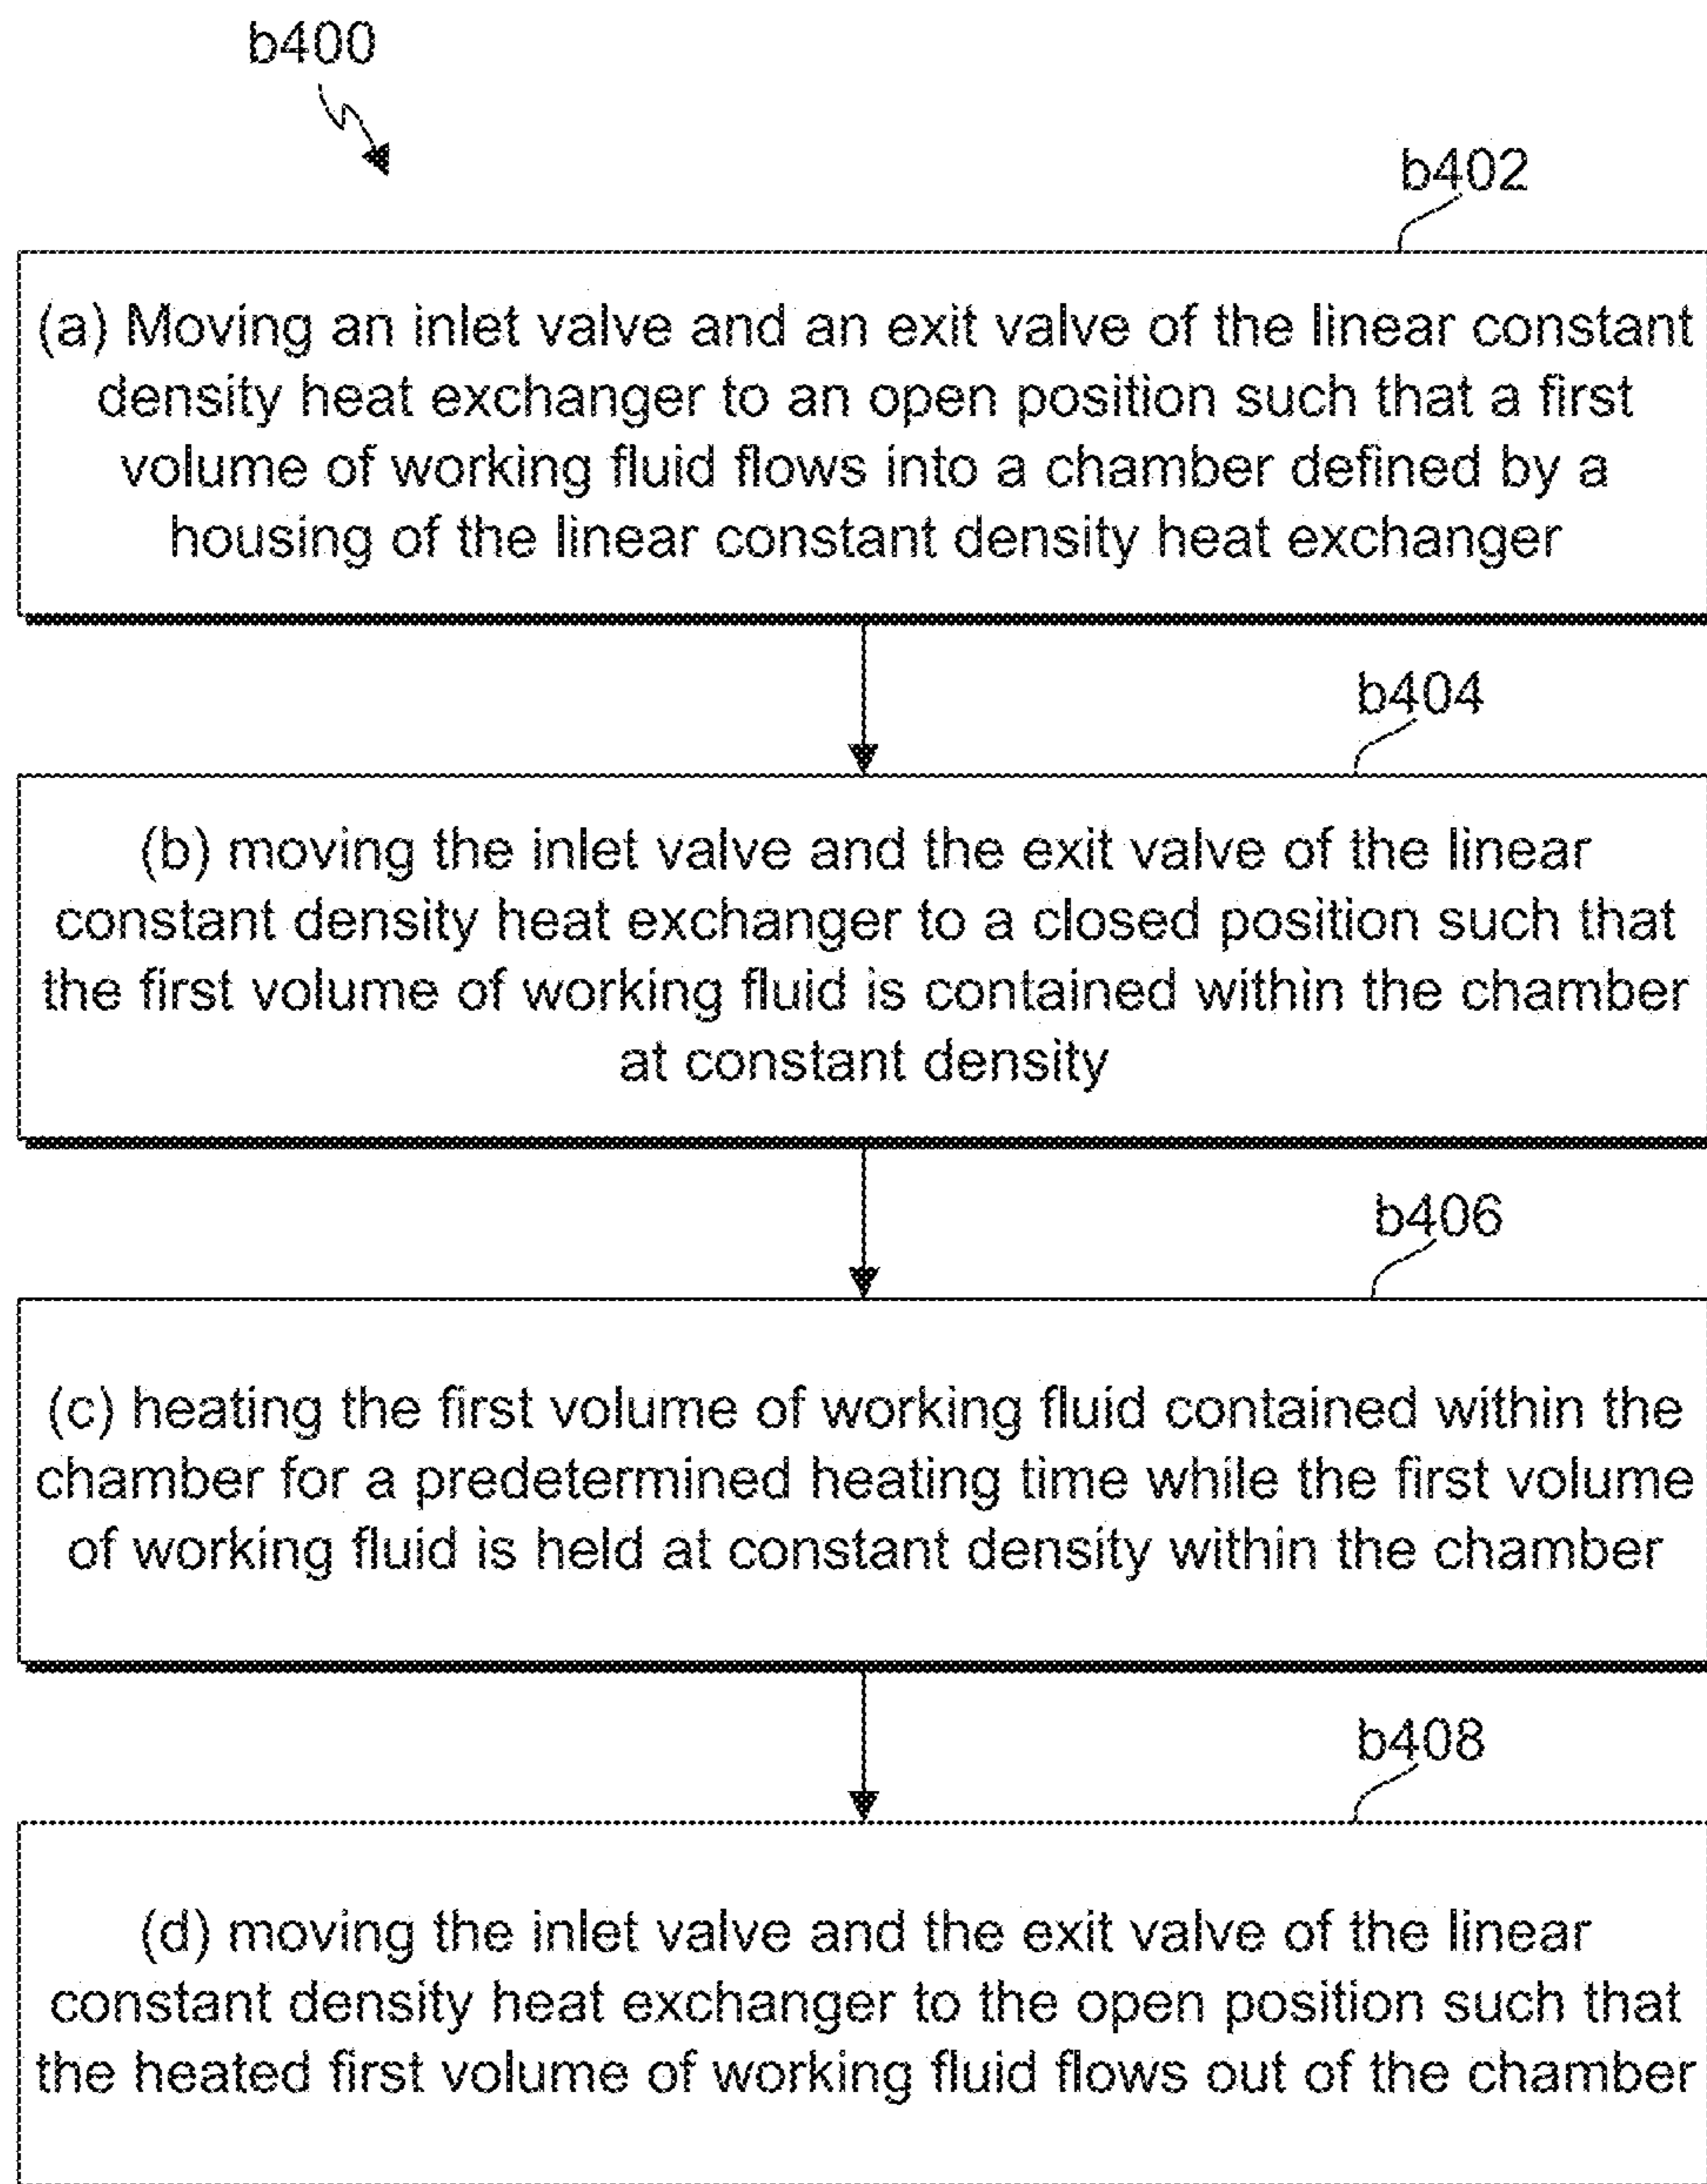 b400
b402
(a) Moving an inlet valve and an exit valve of the linear constant
density heat exchanger to an open position such that a first
volume of working fluid flows into a chamber defined by a
housing of the linear constant density heat exchanger
b404
(b) moving the inlet valve and the exit valve of the linear
constant density heat exchanger to a closed position such that
the first volume of working fluid is contained within the chamber
at constant density
b406
(c) heating the first volume of working fluid contained within the
chamber for a predetermined heating time while the first volume
of working fluid is held at constant density within the chamber
b408
(d) moving the inlet valve and the exit valve of the linear
constant density heat exchanger to the open position such that
the heated first volume of working fluid flows out of the chamber